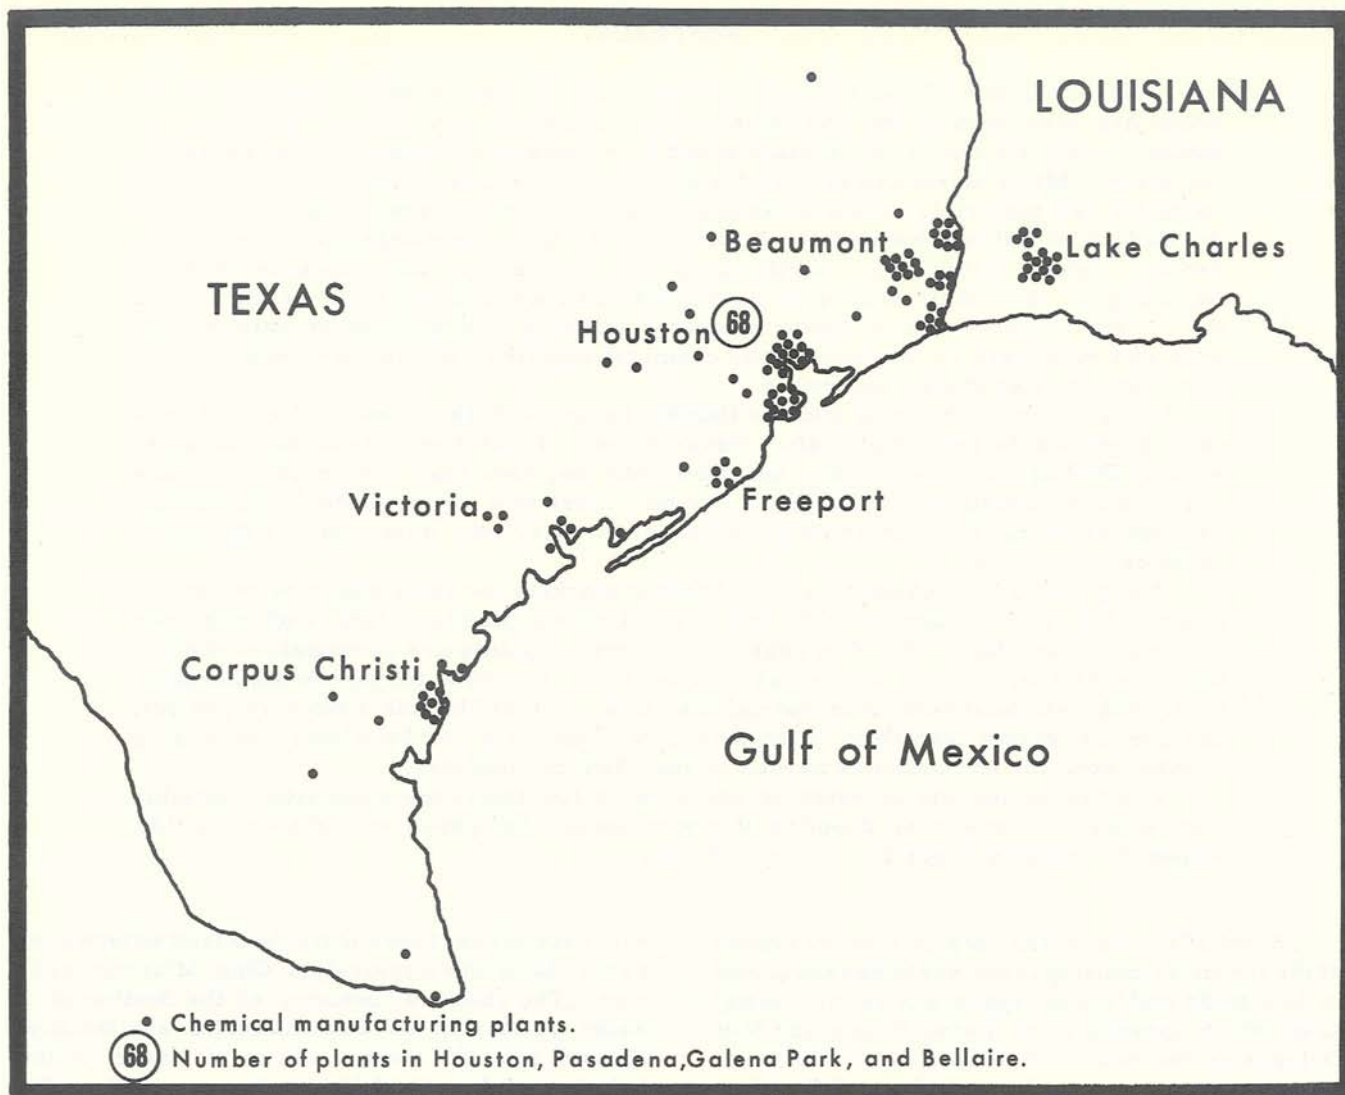 LOUISIANA
Beaumont
Lake Charles
TEXAS
Houston 68
Victoria
Freeport
Corpus Christi
Gulf of Mexico
• Chemical manufacturing plants.
68 Number of plants in Houston, Pasadena,Galena Park, and Bellaire.